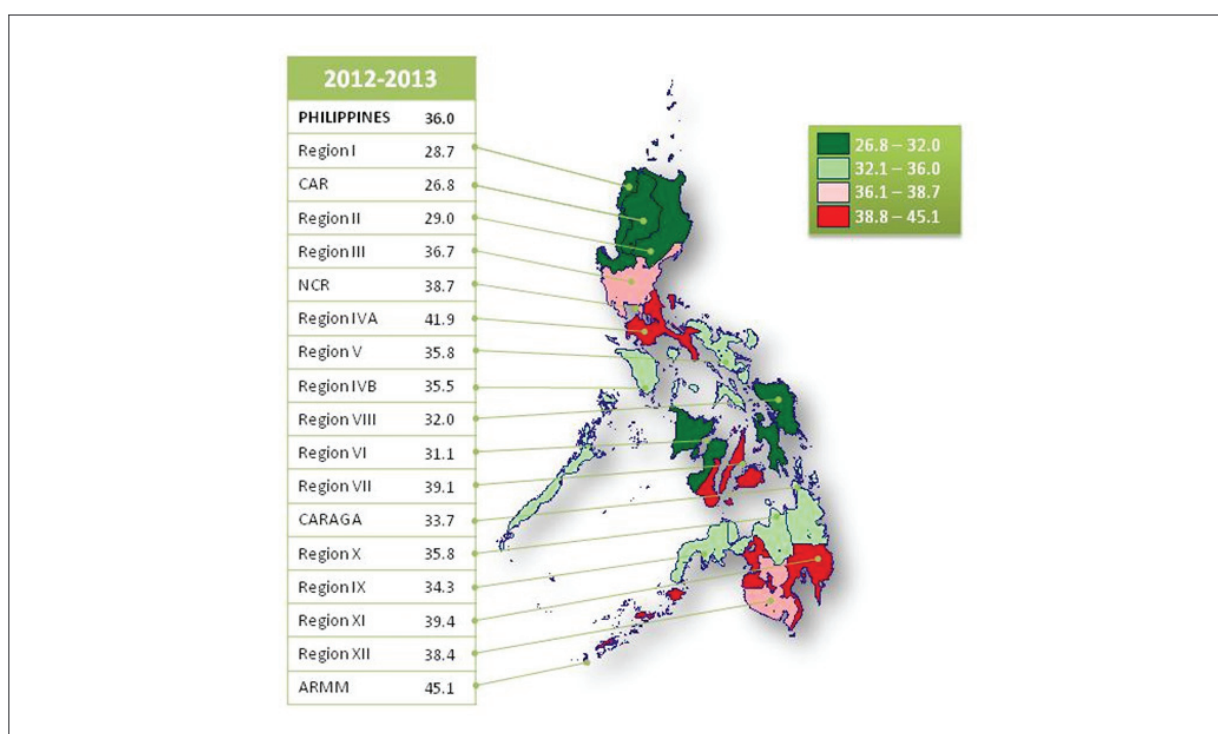 2012-2013
PHILIPPINES 36.0
Region I 28.7
CAR 26.8
Region II 29.0
Region III 36.7
NCR 38.7
Region IVA 41.9
Region V 35.8
Region IVB 35.5
Region VIII 32.0
Region VI 31.1
Region VII 39.1
CARAGA 33.7
Region X 35.8
Region IX 34.3
Region XI 39.4
Region XII 38.4
ARMM 45.1
26.8 – 32.0
32.1 – 36.0
36.1 – 38.7
38.8 – 45.1